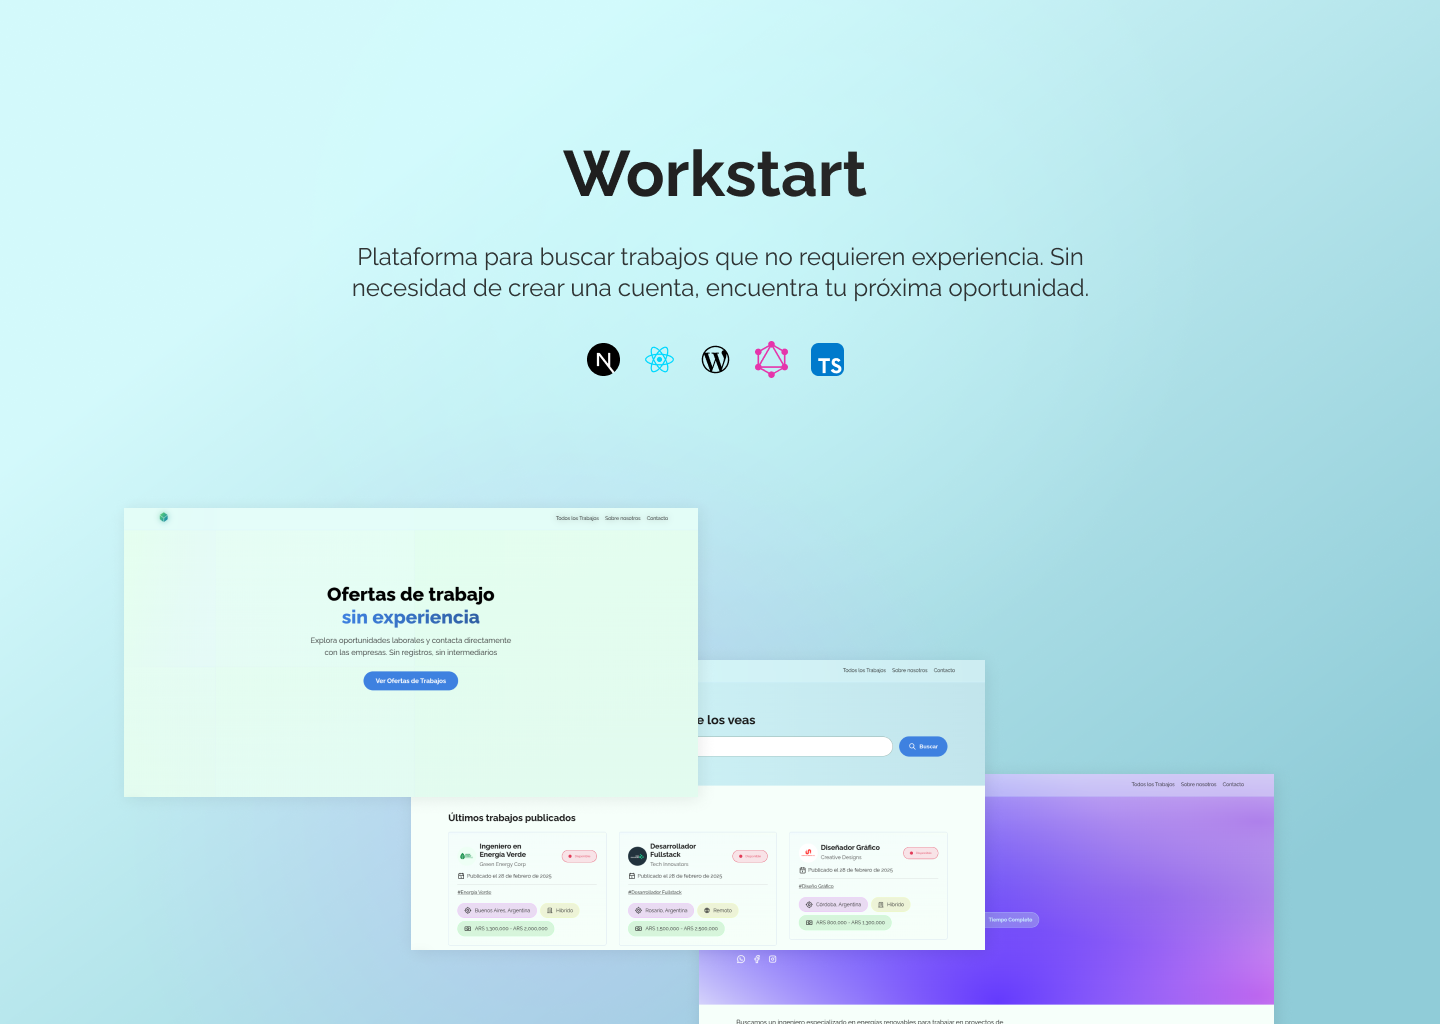 Workstart
Plataforma para buscar trabajos que no requieren experiencia. Sin
necesidad de crear una cuenta, encuentra tu próxima oportunidad.
N
TS
Todos los Trabajos Sobre nosotros Contacto
Ofertas de trabajo
sin experiencia
Explora oportunidades laborales y contacta directamente
con las empresas. Sin registros, sin intermediarios
Ver Ofertas de Trabajos
Todos los Trabajos Sobre nosotros Contacto
e los veas
Buscar
Últimos trabajos publicados
Ingeniero en
Energía Verde
Green Energy Corp
Publicado el 28 de febrero de 2025
#Energía Verde
Buenos Aires, Argentina Híbrido
ARS 1,300,000 - ARS 2,000,000
Desarrollador
Fullstack
Tech Innovators
Publicado el 28 de febrero de 2025
#Desarrollador Fullstack
Rosario, Argentina Remoto
ARS 1,500,000 - ARS 2,500,000
Diseñador Gráfico
Creative Designs
Publicado el 28 de febrero de 2025
#Diseño Gráfico
Córdoba, Argentina Híbrido
ARS 800,000 - ARS 1,300,000
Todos los Trabajos Sobre nosotros Contacto
Tiempo Completo
Buscamos un ingeniero especializado en energías renovables para trabajar en proyectos de